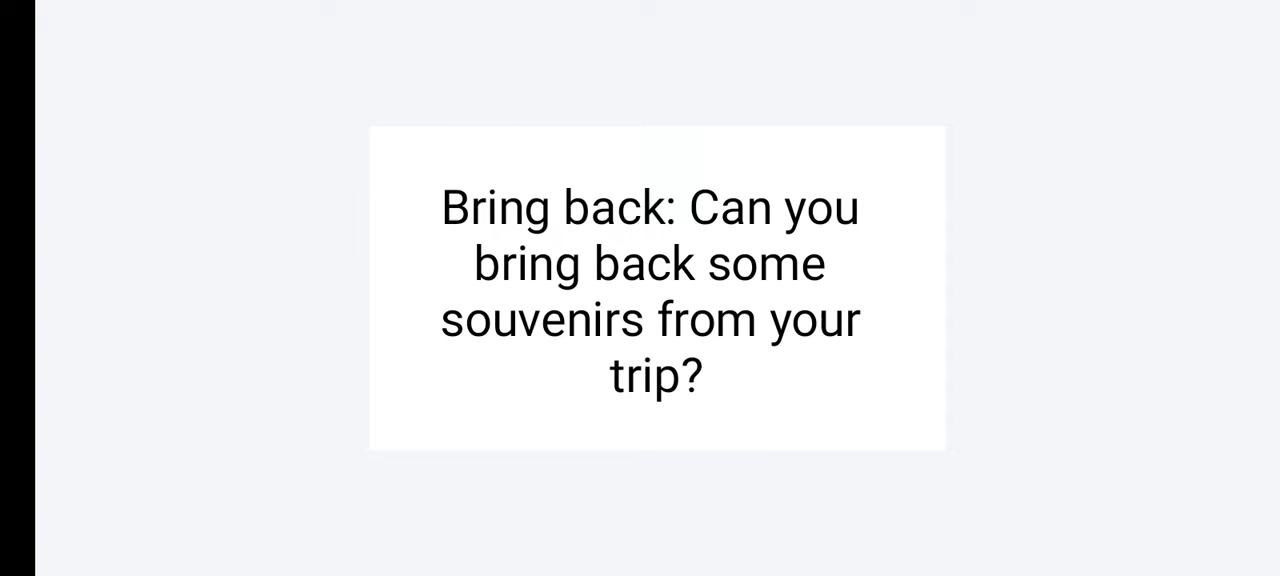 Bring back: Can you
bring back some
souvenirs from your
trip?